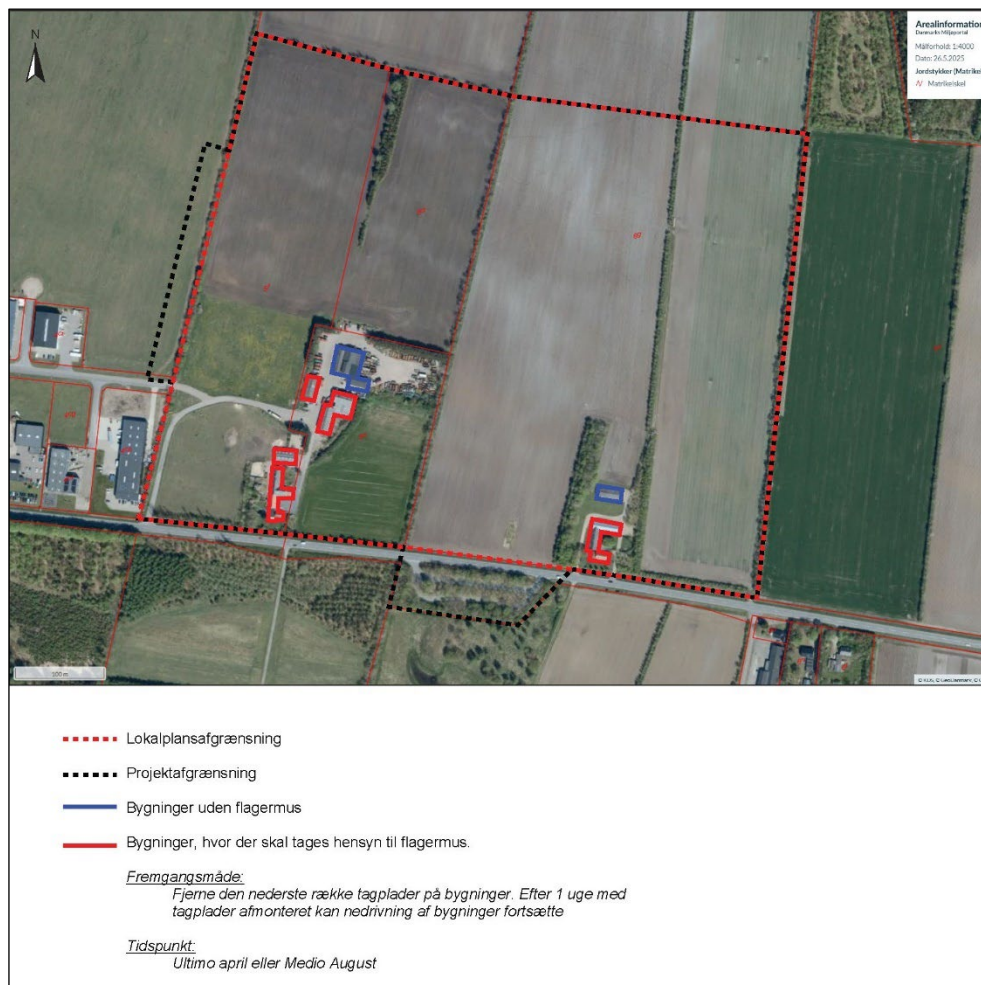 N
Arealinformation
Danmarks Miljøportal
Målforhold: 1:4000
Dato: 26.5.2025
Jordstykker (Matrikel
Matrikelskel
100 m
Lokalplansafgrænsning
Projektafgrænsning
Bygninger uden flagermus
Bygninger, hvor der skal tages hensyn til flagermus.
Fremgangsmåde:
Fjerne den nederste række tagplader på bygninger. Efter 1 uge med
tagplader afmonteret kan nedrivning af bygninger fortsætte
Tidspunkt:
Ultimo april eller Medio August